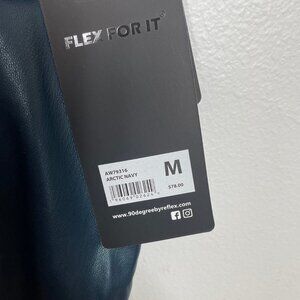 FLEX FOR IT
AW79316
ARCTIC NAVY
M
$78.00
www.90degreebyreflex.com